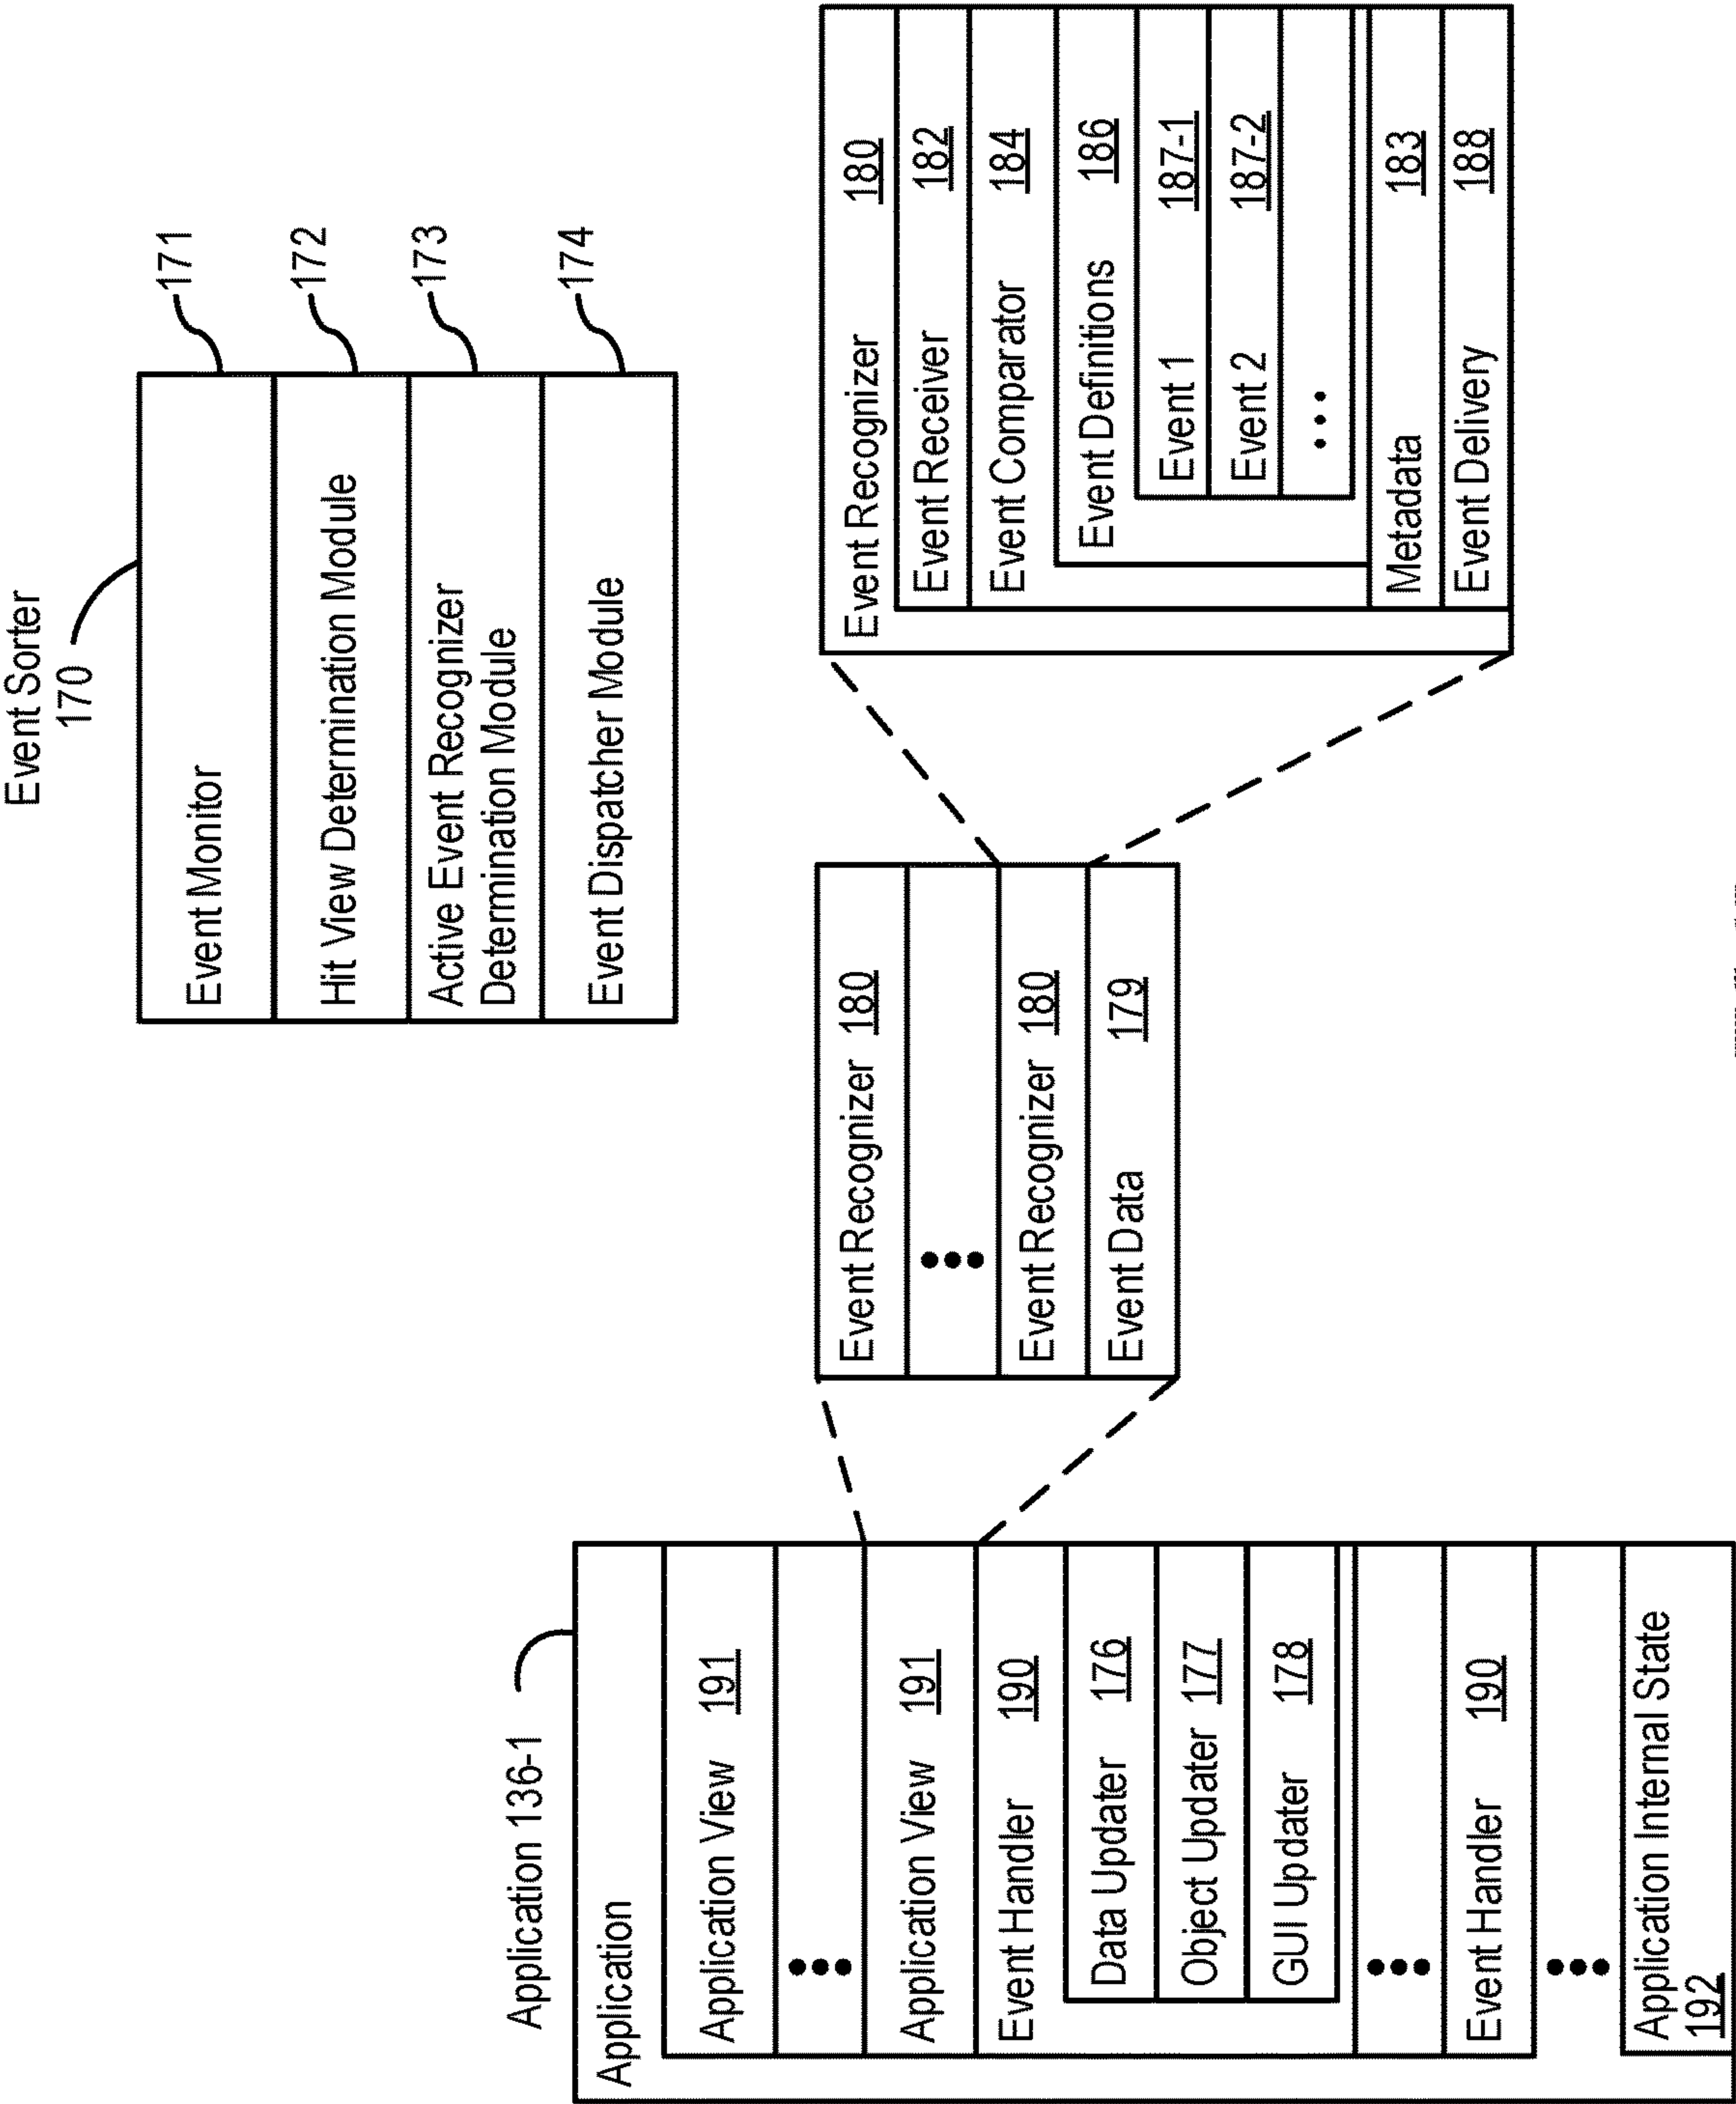 Event Sorter
170
Event Monitor
171
Hit View Determination Module
172
Active Event Recognizer
Determination Module
173
Event Dispatcher Module
174
Application 136-1
Application
Application View 191
•••
Application View 191
Event Handler 190
Data Updater 176
Object Updater 177
GUI Updater 178
•••
Event Handler 190
•••
Application Internal State
192
Event Recognizer 180
•••
Event Recognizer 180
Event Data 179
Event Recognizer 180
Event Receiver 182
Event Comparator 184
Event Definitions 186
Event 1 187-1
Event 2 187-2
•••
Metadata 183
Event Delivery 188